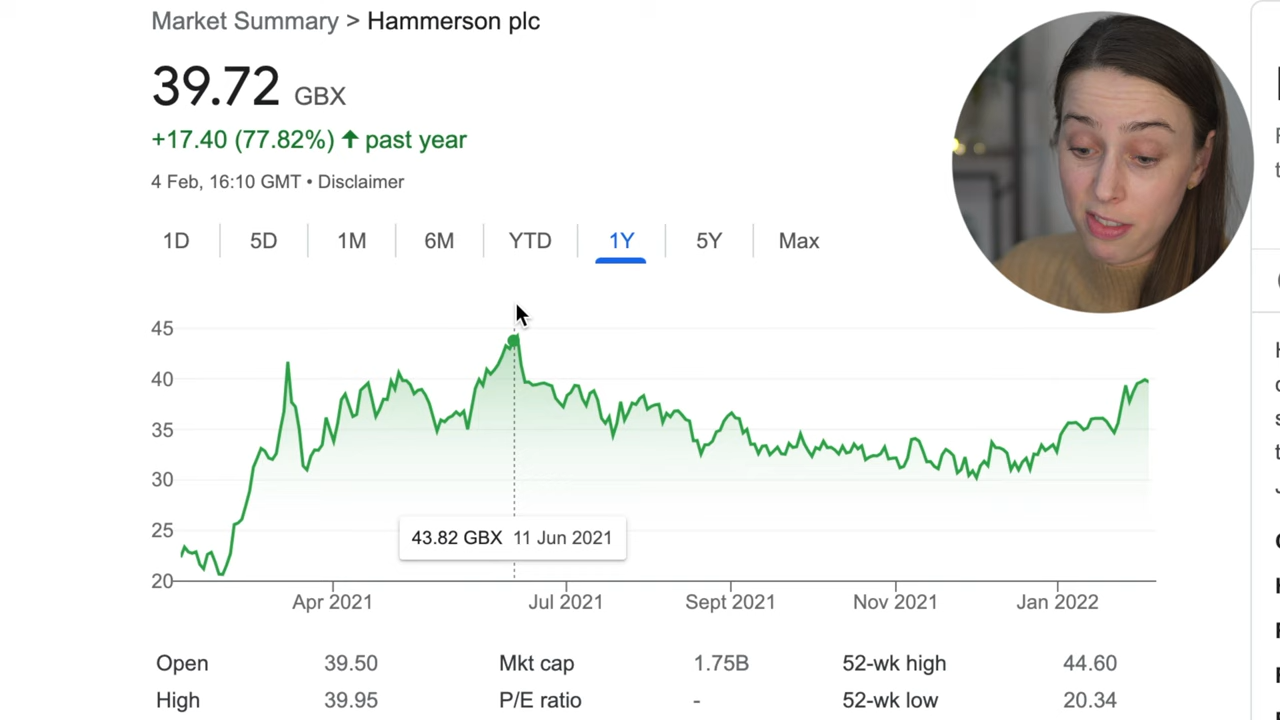 Market Summary > Hammerson plc
39.72 GBX
+17.40 (77.82%) ↑ past year
4 Feb, 16:10 GMT • Disclaimer
1D 5D 1M 6M YTD 1Y 5Y Max
45
40
35
30
25
20
43.82 GBX 11 Jun 2021
Apr 2021 Jul 2021 Sept 2021 Nov 2021 Jan 2022
Open 39.50 Mkt cap 1.75B 52-wk high 44.60
High 39.95 P/E ratio - 52-wk low 20.34